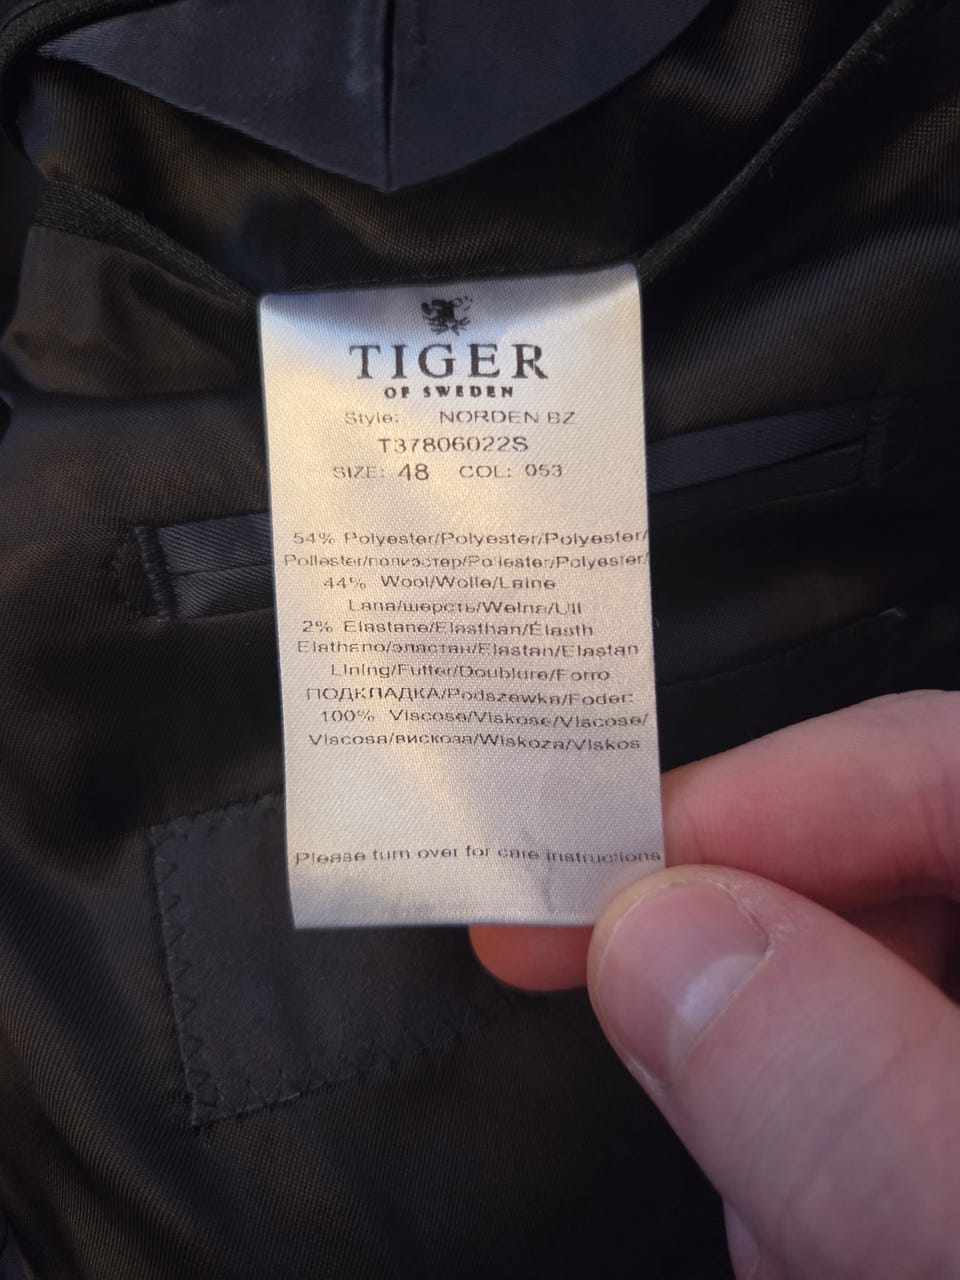 TIGER
OF SWEDEN
Style: NORDEN BZ
T37806022S
SIZE: 48 COL: 053
54% Polyester/Polyester/Polyester/
Poliester/полиэстер/Poliester/Polyester/
44% Wool/Wolle/Laine
Lana/шерсть/Wełna/Ull
2% Elastane/Elasthan/Élasth
Elathano/эластан/Elastan/Elastan
Lining/Futter/Doublure/Forro
ПОДКЛАДКА/Podszewka/Foder
100% Viscose/Viskose/Viscose/
Viscosa/вискоза/Wiskoza/Viskos
Please turn over for care instructions